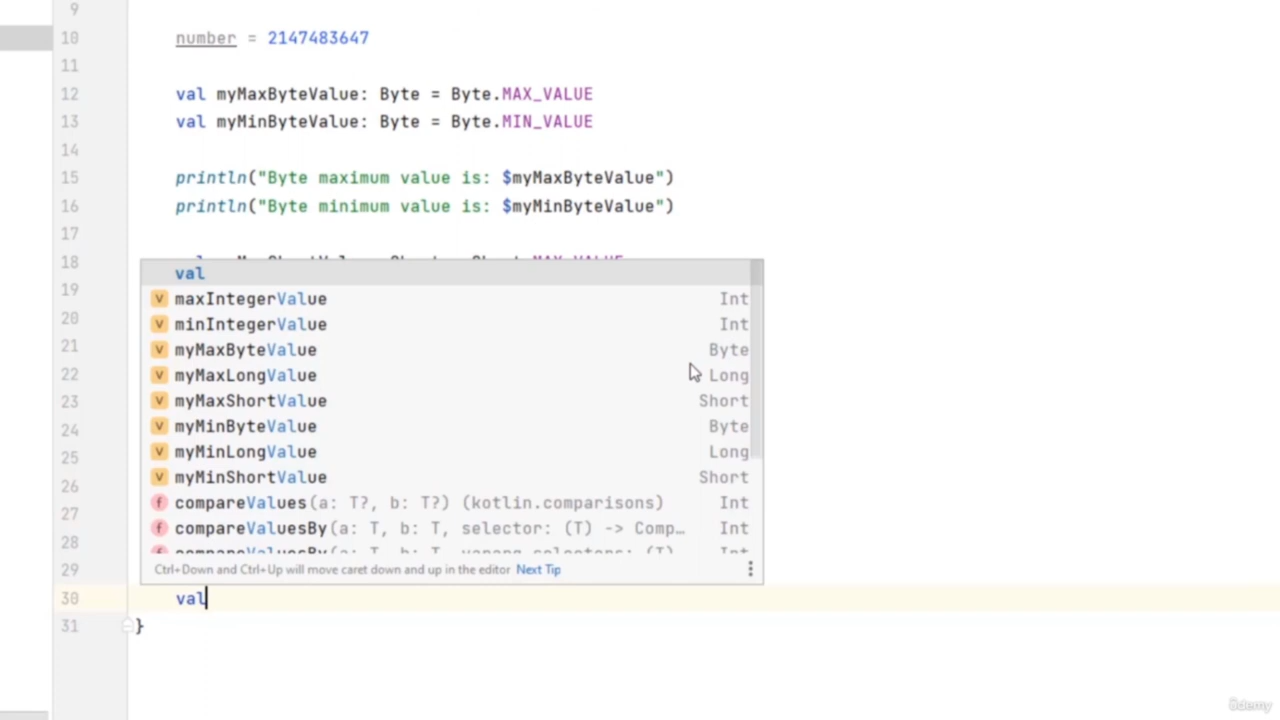 9
10 number = 2147483647
11
12 val myMaxByteValue: Byte = Byte.MAX_VALUE
13 val myMinByteValue: Byte = Byte.MIN_VALUE
14
15 println("Byte maximum value is: $myMaxByteValue")
16 println("Byte minimum value is: $myMinByteValue")
17
18
val
19
V maxIntegerValue Int
20
V minIntegerValue Int
21
V myMaxByteValue Byte
22
V myMaxLongValue Long
23
V myMaxShortValue Short
24
V myMinByteValue Byte
25
V myMinLongValue Long
26
V myMinShortValue Short
27
f compareValues(a: T?, b: T?) (kotlin.comparisons) Int
28
f compareValuesBy(a: T, b: T, selector: (T) -> Comp… Int
29
Ctrl+Down and Ctrl+Up will move caret down and up in the editor Next Tip
30 val
31 }
ûdemy